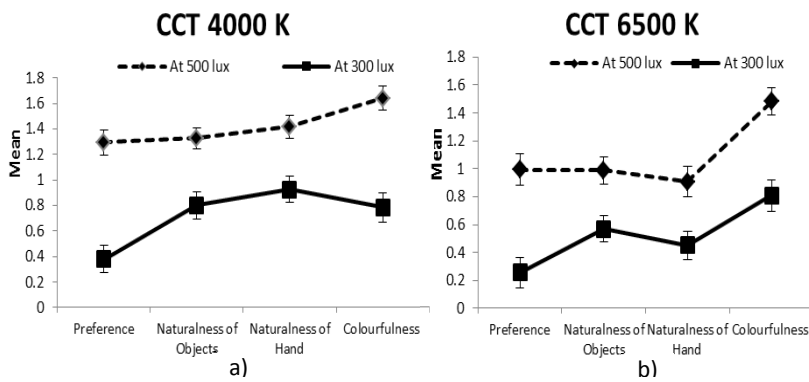 CCT 4000 K
At 500 lux
At 300 lux
Mean
1.8
1.6
1.4
1.2
1
0.8
0.6
0.4
0.2
0
Preference
Naturalness of
Objects
Naturalness of
Hand
Colourfulness
a)
CCT 6500 K
At 500 lux
At 300 lux
Mean
1.8
1.6
1.4
1.2
1
0.8
0.6
0.4
0.2
0
Preference
Naturalness of
Objects
Naturalness of
Hand
Colourfulness
b)